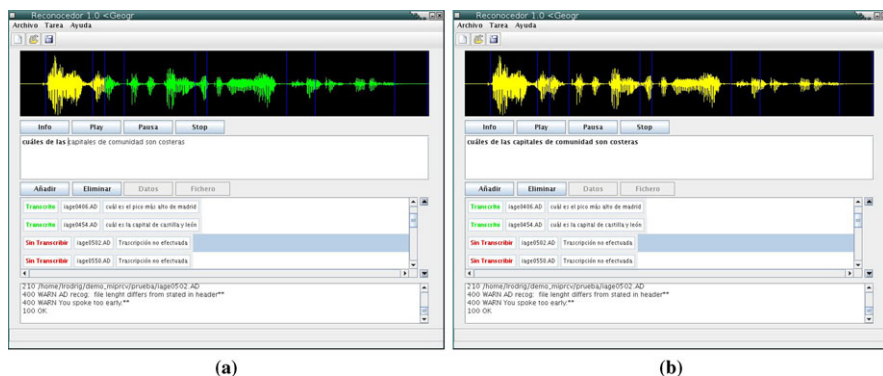 Reconocedor 1.0 <Geogr
Archivo Tarea Ayuda
Info Play Pausa Stop
cuáles de las capitales de comunidad son costeras
Añadir Eliminar Datos Fichero
Transcrito iage0406.AD cuál es el pico más alto de madrid
Transcrito iage0454.AD cuál es la capital de castilla y león
Sin Transcribir iage0502.AD Trascripción no efectuada
Sin Transcribir iage0550.AD Trascripción no efectuada
210 /home/lrodrig/demo_miprcv/prueba/iage0502.AD
400 WARN AD recog: file lenght differs from stated in header**
400 WARN You spoke too early.**
100 OK
(a)
Reconocedor 1.0 <Geogr
Archivo Tarea Ayuda
Info Play Pausa Stop
cuáles de las capitales de comunidad son costeras
Añadir Eliminar Datos Fichero
Transcrito iage0406.AD cuál es el pico más alto de madrid
Transcrito iage0454.AD cuál es la capital de castilla y león
Sin Transcribir iage0502.AD Trascripción no efectuada
Sin Transcribir iage0550.AD Trascripción no efectuada
210 /home/lrodrig/demo_miprcv/prueba/iage0502.AD
400 WARN AD recog: file lenght differs from stated in header**
400 WARN You spoke too early.**
100 OK
(b)